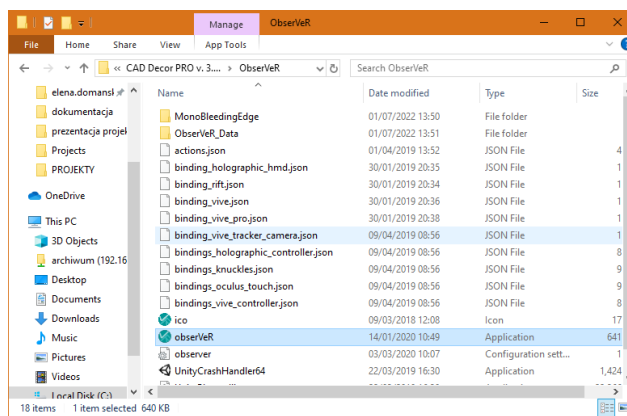 Manage ObserVeR
File Home Share View App Tools
« CAD Decor PRO v. 3.... › ObserVeR Search ObserVeR
elena.domansl
dokumentacja
prezentacja projel
Projects
PROJEKTY
OneDrive
This PC
3D Objects
archiwum (192.16
Desktop
Documents
Downloads
Music
Pictures
Videos
Local Disk (C:)
Name Date modified Type Size
MonoBleedingEdge 01/07/2022 13:50 File folder
ObserVeR_Data 01/07/2022 13:51 File folder
actions.json 01/04/2019 13:52 JSON File 4
binding_holographic_hmd.json 30/01/2019 20:35 JSON File 1
binding_rift.json 30/01/2019 20:34 JSON File 1
binding_vive.json 30/01/2019 20:36 JSON File 1
binding_vive_pro.json 30/01/2019 20:38 JSON File 1
binding_vive_tracker_camera.json 09/04/2019 08:56 JSON File 1
bindings_holographic_controller.json 09/04/2019 08:56 JSON File 8
bindings_knuckles.json 09/04/2019 08:56 JSON File 9
bindings_oculus_touch.json 09/04/2019 08:56 JSON File 9
bindings_vive_controller.json 09/04/2019 08:56 JSON File 8
ico 09/03/2018 12:08 Icon 17
obserVeR 14/01/2020 10:49 Application 641
observer 03/03/2020 10:07 Configuration sett... 1
UnityCrashHandler64 22/03/2019 16:30 Application 1,424
18 items 1 item selected 640 KB